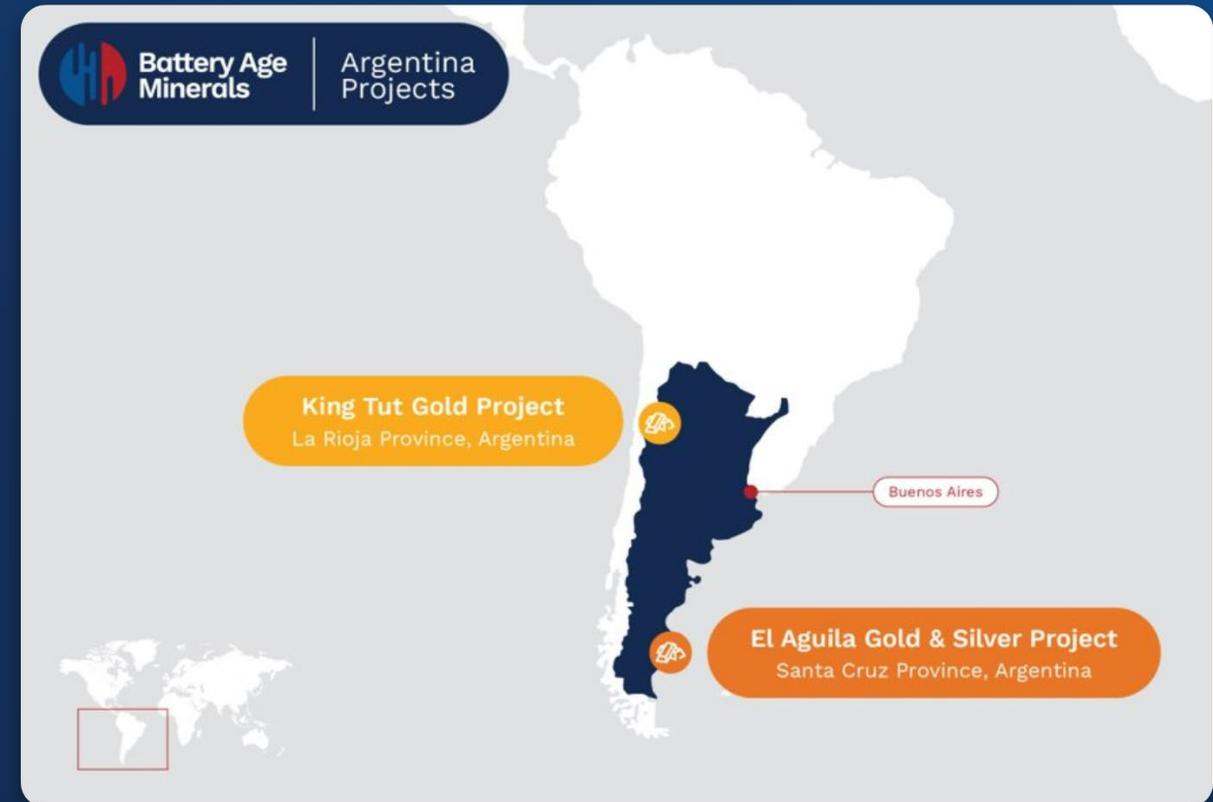 Battery Age
Minerals
Argentina
Projects
King Tut Gold Project
La Rioja Province, Argentina
Buenos Aires
El Aguila Gold & Silver Project
Santa Cruz Province, Argentina